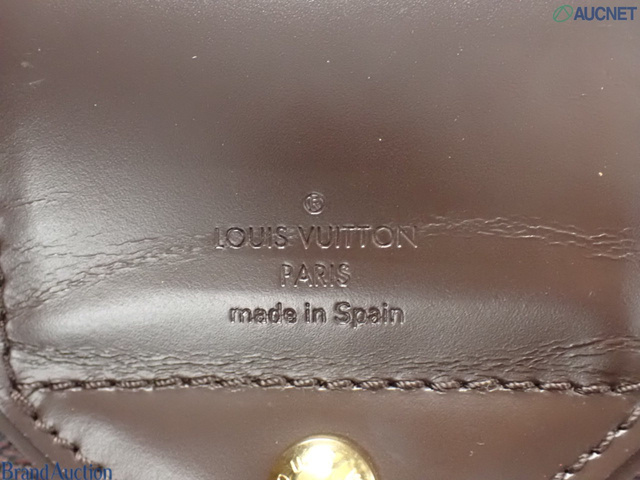 AUCNET
®
LOUIS VUITTON
PARIS
made in Spain
Brand Auction